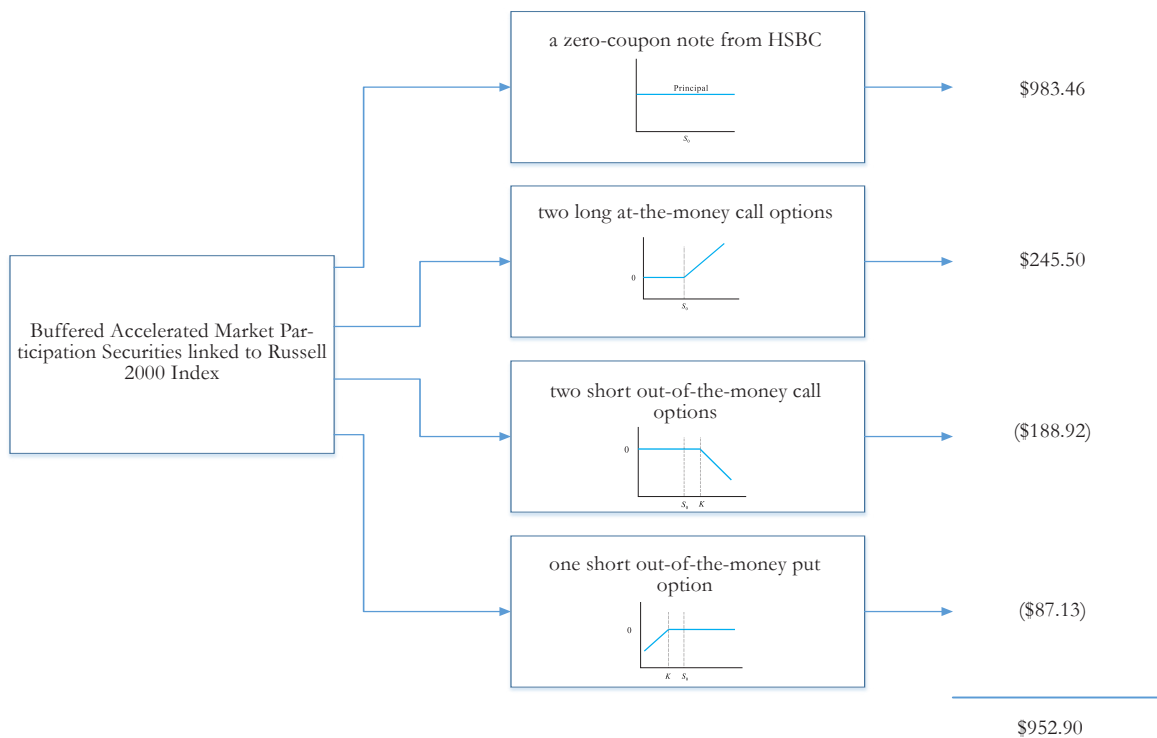 a zero-coupon note from HSBC
Principal
S₀
$983.46
two long at-the-money call options
0
S₀
$245.50
Buffered Accelerated Market Par-
ticipation Securities linked to Russell
2000 Index
two short out-of-the-money call
options
0
S₀ K
($188.92)
one short out-of-the-money put
option
0
K S₀
($87.13)
$952.90